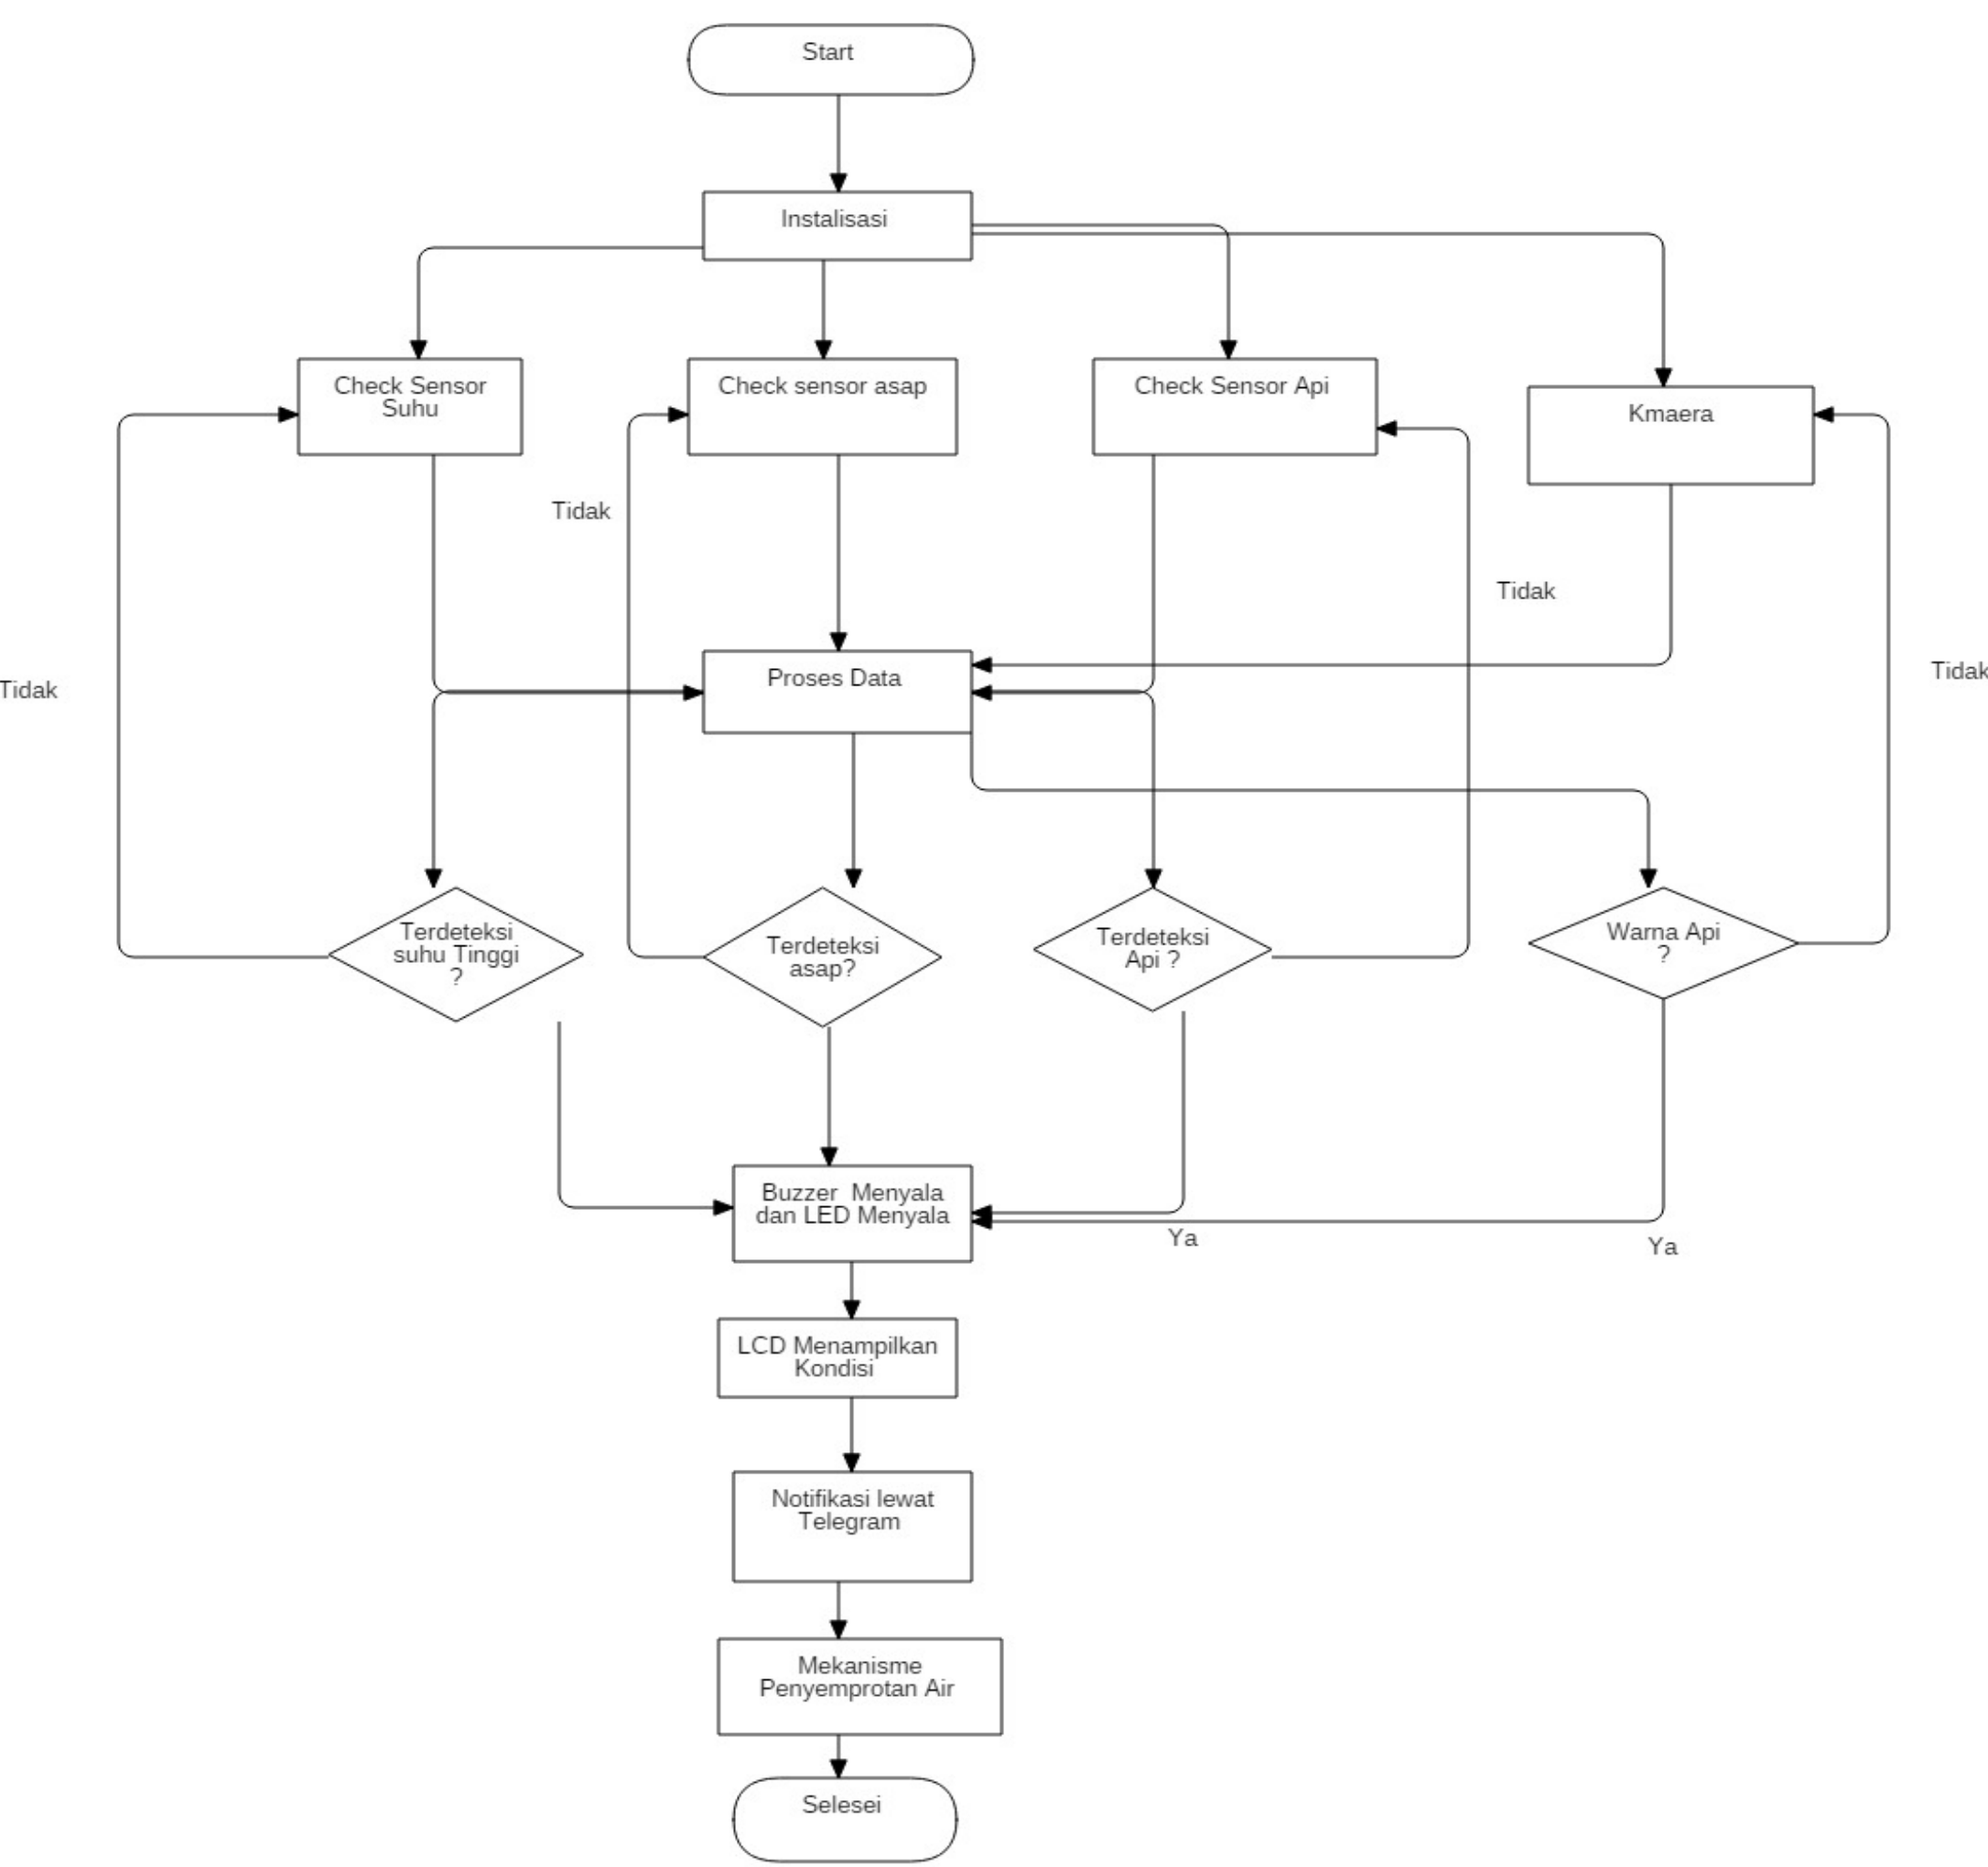 Start
Instalisasi
Check Sensor
Suhu
Check sensor asap
Check Sensor Api
Kmaera
Tidak
Tidak
Tidak
Tidak
Proses Data
Terdeteksi
suhu Tinggi
?
Terdeteksi
asap?
Terdeteksi
Api ?
Warna Api
?
Buzzer  Menyala
dan LED Menyala
Ya
Ya
LCD Menampilkan
Kondisi
Notifikasi lewat
Telegram
Mekanisme
Penyemprotan Air
Selesei